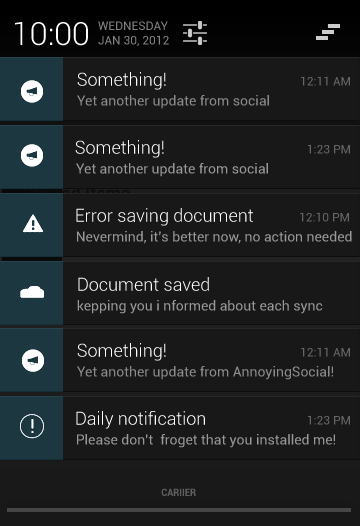 10:00
WEDNESDAY
JAN 30, 2012
Something!
12:11 AM
Yet another update from social
Something!
1:23 PM
Yet another update from social
Error saving document
12:10 PM
Nevermind, it's better now, no action needed
Document saved
kepping you i nformed about each sync
Something!
12:11 AM
Yet another update from AnnoyingSocial!
Daily notification
1:23 PM
Please don't froget that you installed me!
CARIIER